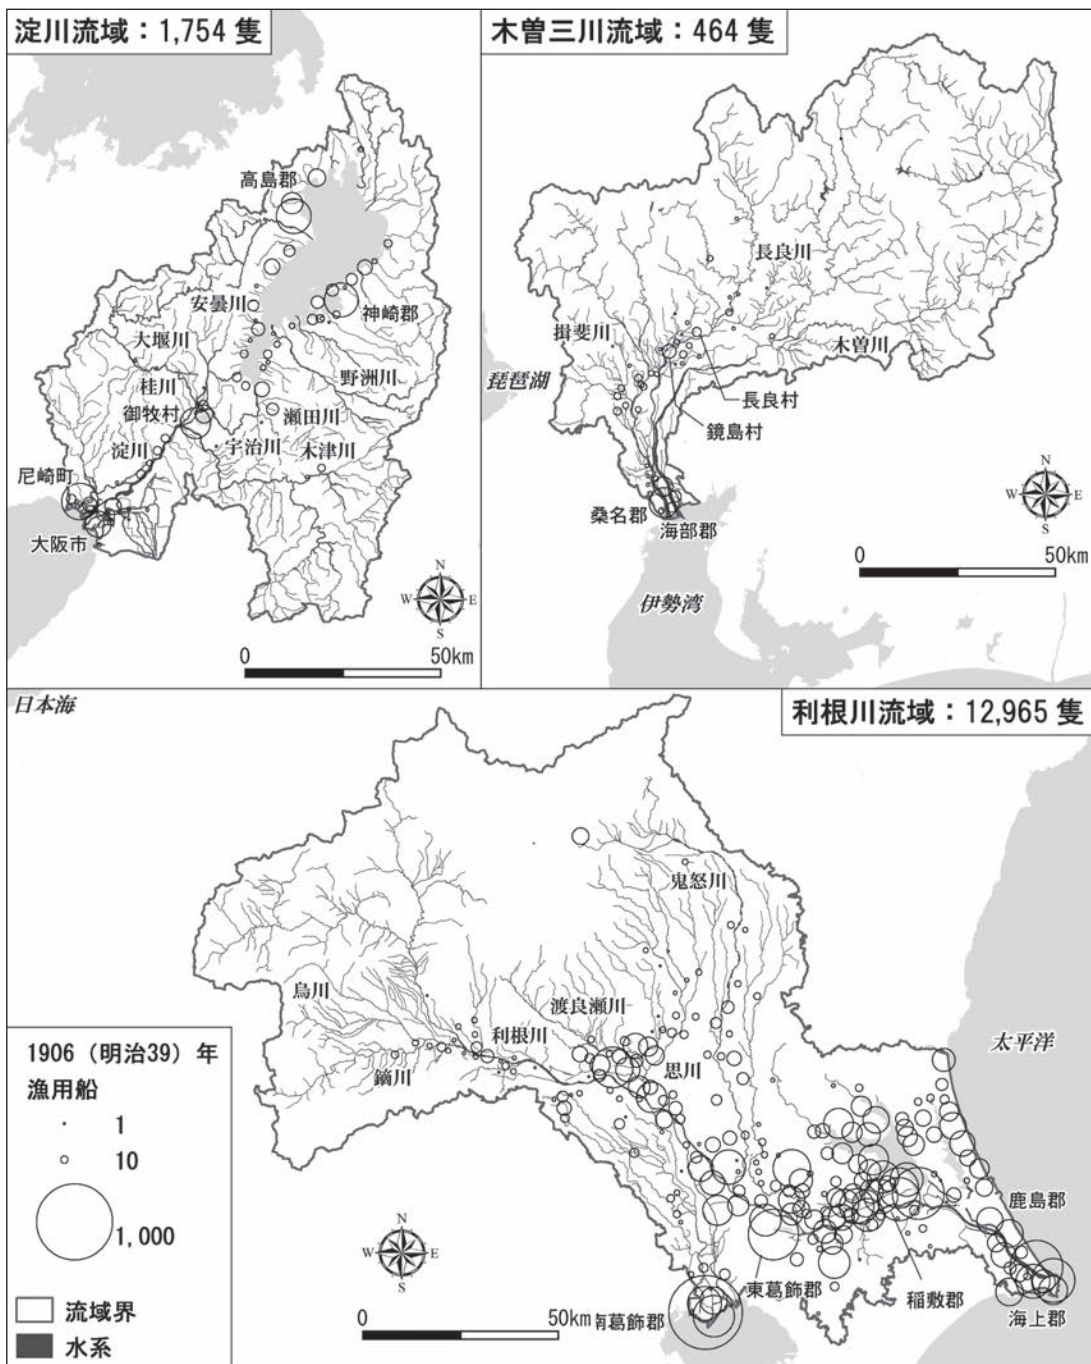 淀川流域：1,754 隻
高島郡
安曇川
神崎郡
大堰川
野洲川
桂川
御牧村
瀬田川
淀川
宇治川
木津川
尼崎町
大阪市
N
W
E
S
0
50km
木曽三川流域：464 隻
長良川
揖斐川
木曽川
琵琶湖
長良村
鏡島村
桑名郡
海部郡
伊勢湾
N
W
E
S
0
50km
日本海
利根川流域：12,965 隻
鬼怒川
烏川
渡良瀬川
利根川
思川
鏑川
太平洋
鹿島郡
東葛飾郡
稲敷郡
海上郡
南葛飾郡
N
W
E
S
0
50km
1906（明治39）年
漁用船
1
10
1,000
流域界
水系